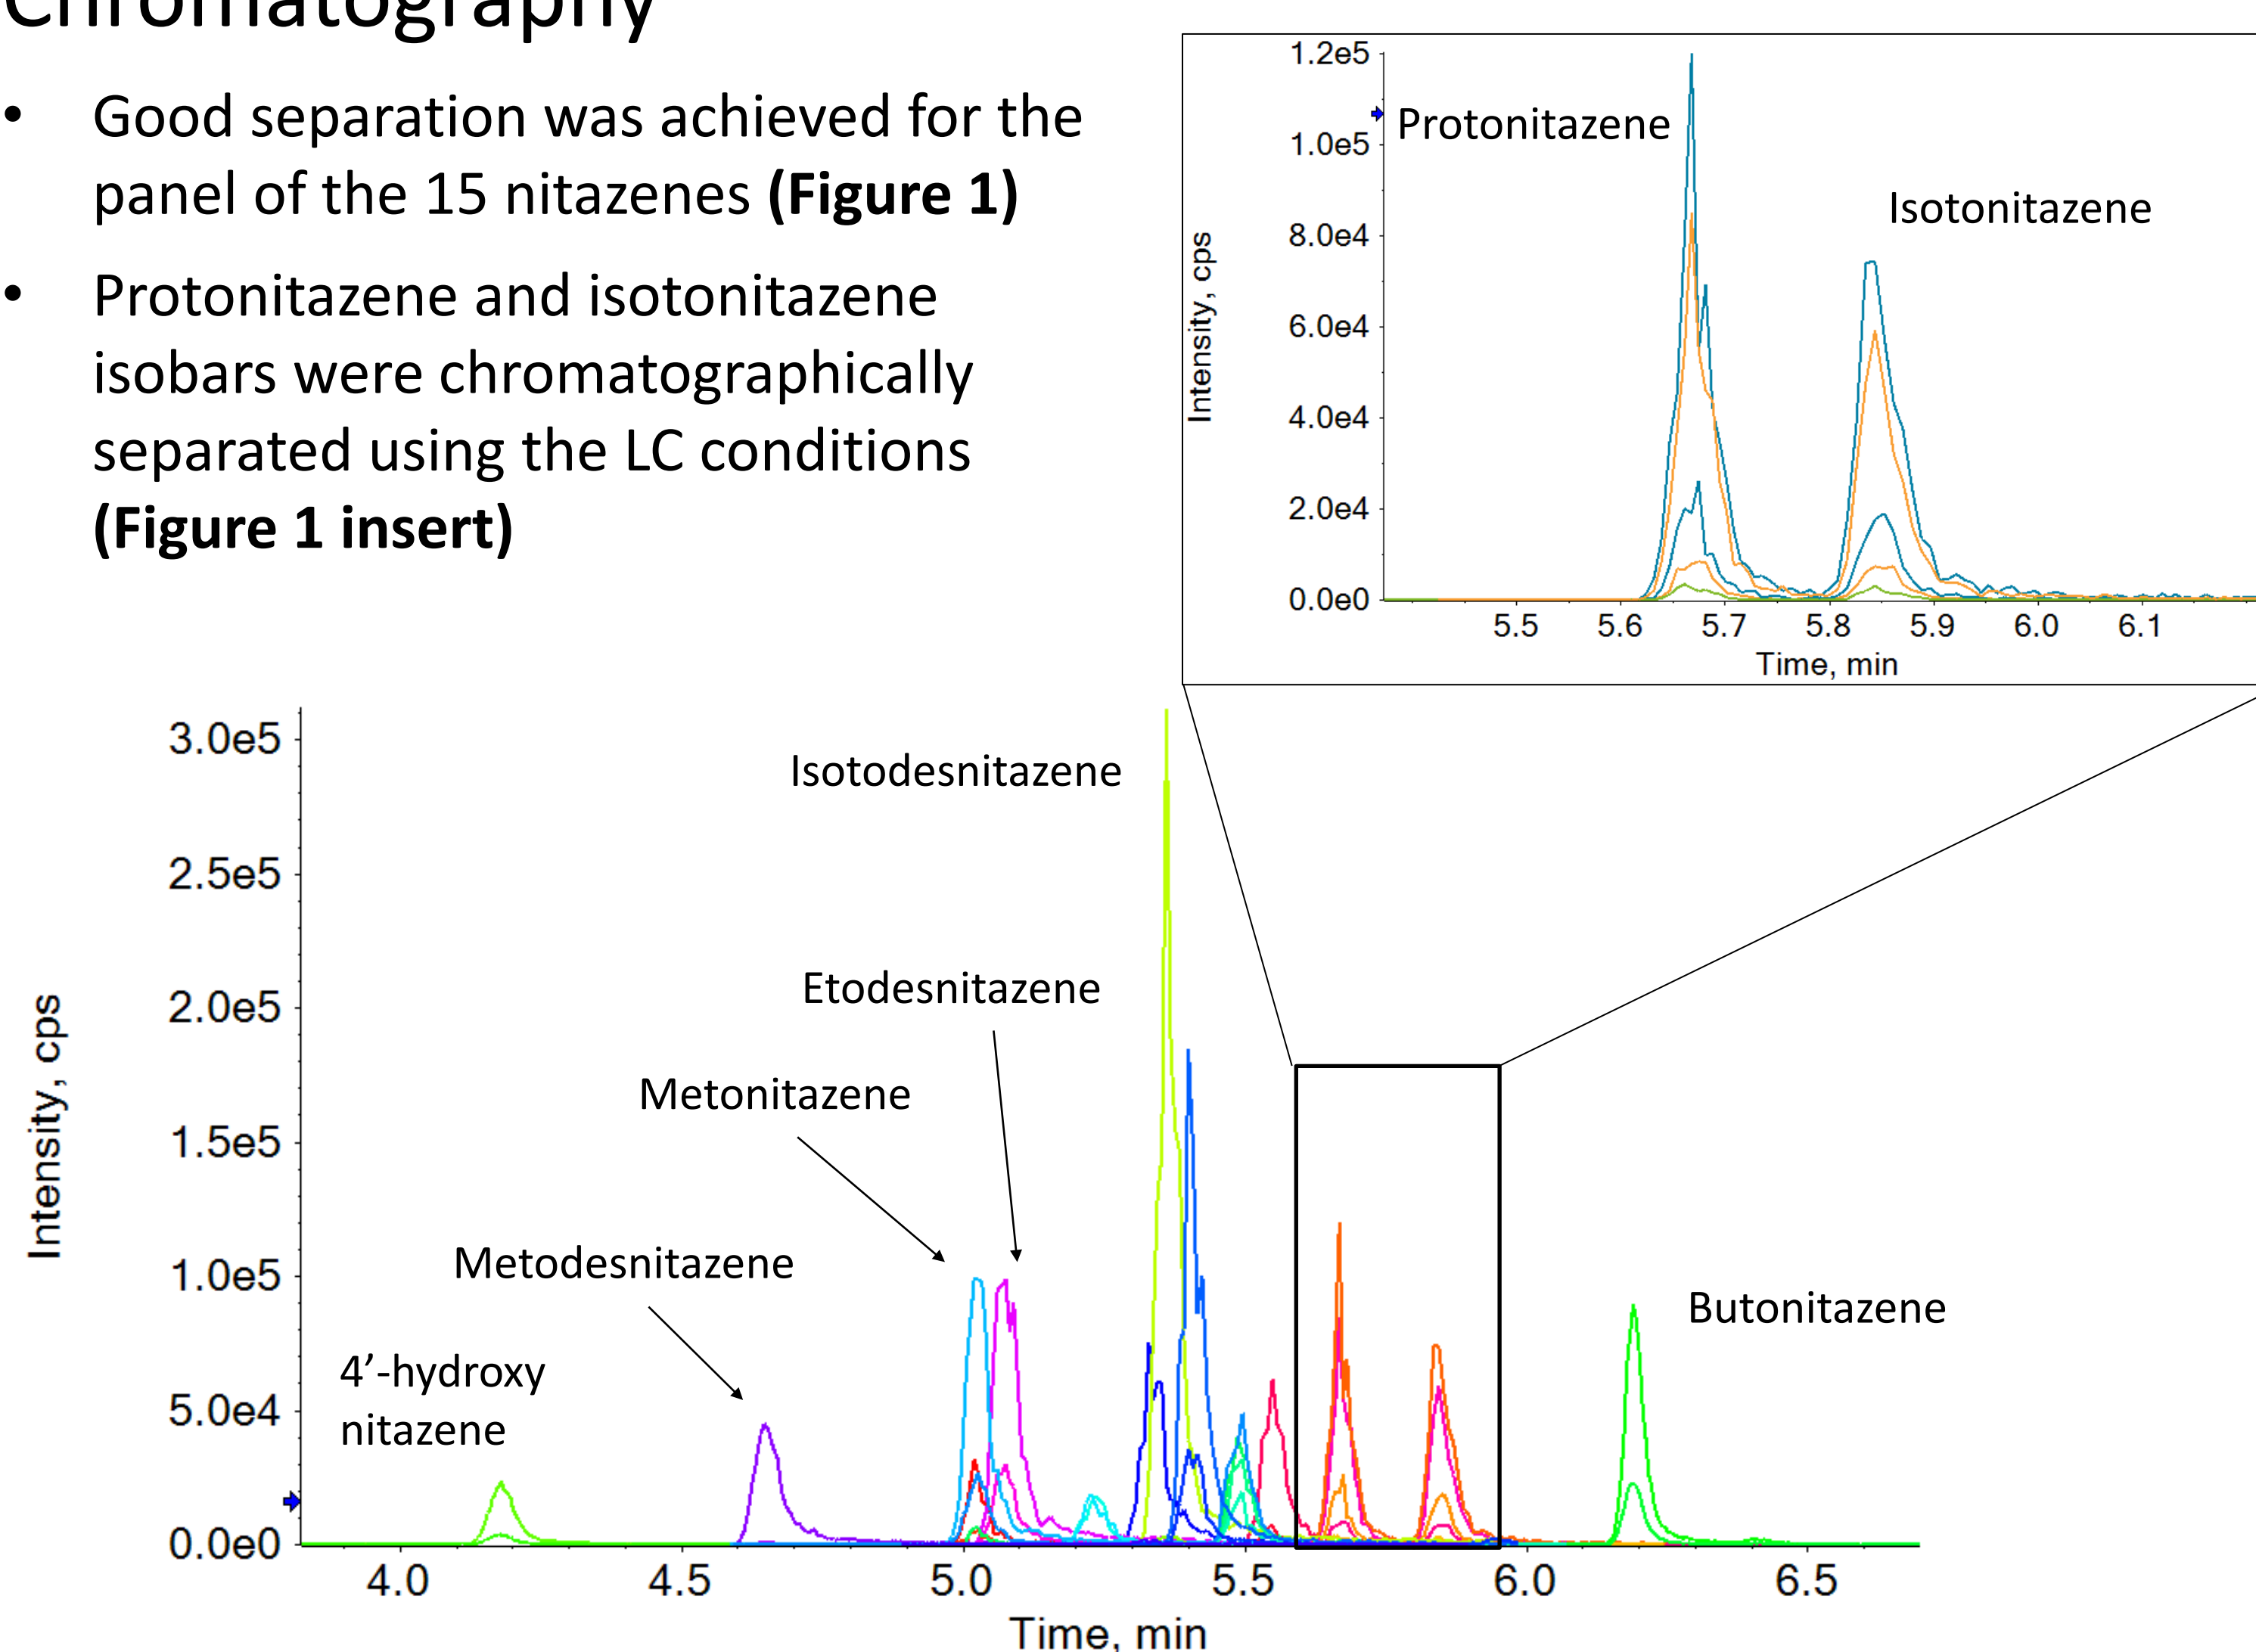 Chromatography
• Good separation was achieved for the
panel of the 15 nitazenes (Figure 1)
• Protonitazene and isotonitazene
isobars were chromatographically
separated using the LC conditions
(Figure 1 insert)
1.2e5
1.0e5
8.0e4
6.0e4
4.0e4
2.0e4
0.0e0
Intensity, cps
Protonitazene
Isotonitazene
5.5 5.6 5.7 5.8 5.9 6.0 6.1
Time, min
3.0e5
2.5e5
2.0e5
1.5e5
1.0e5
5.0e4
0.0e0
Intensity, cps
Isotodesnitazene
Etodesnitazene
Metonitazene
Metodesnitazene
4’-hydroxy
nitazene
Butonitazene
4.0 4.5 5.0 5.5 6.0 6.5
Time, min